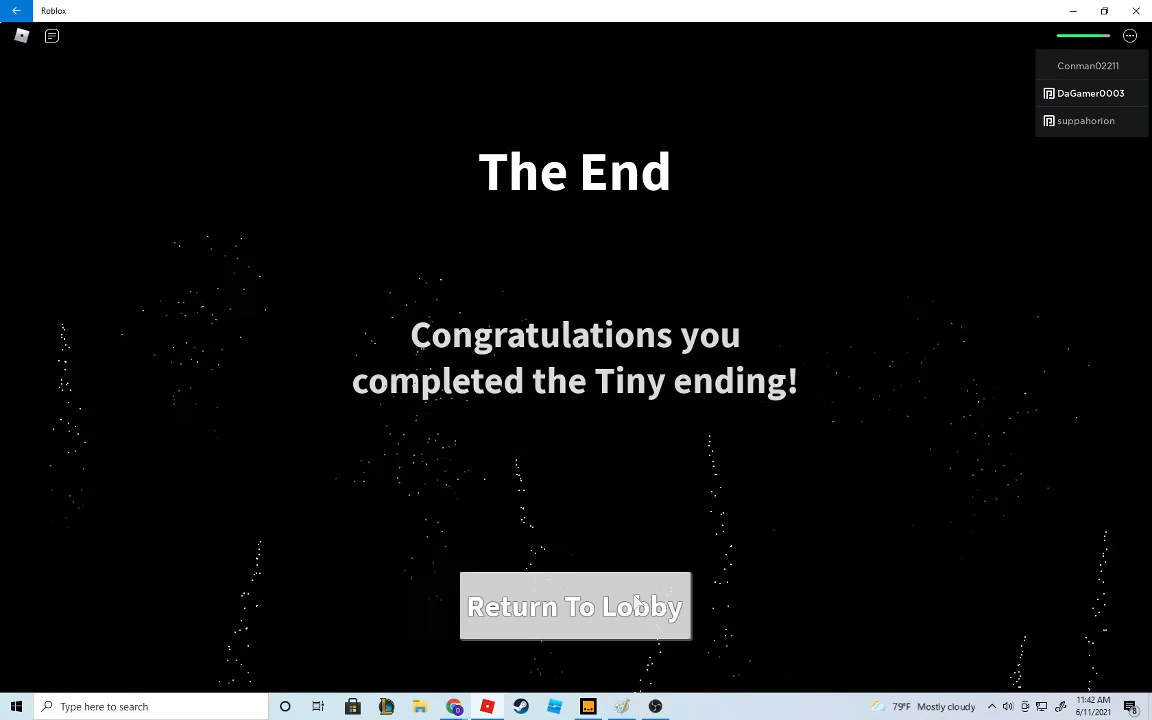 Roblox
Conman02211
DaGamer0003
suppahorion
The End
Congratulations you
completed the Tiny ending!
Return To Lobby
Type here to search
79°F Mostly cloudy
11:42 AM
6/11/2021